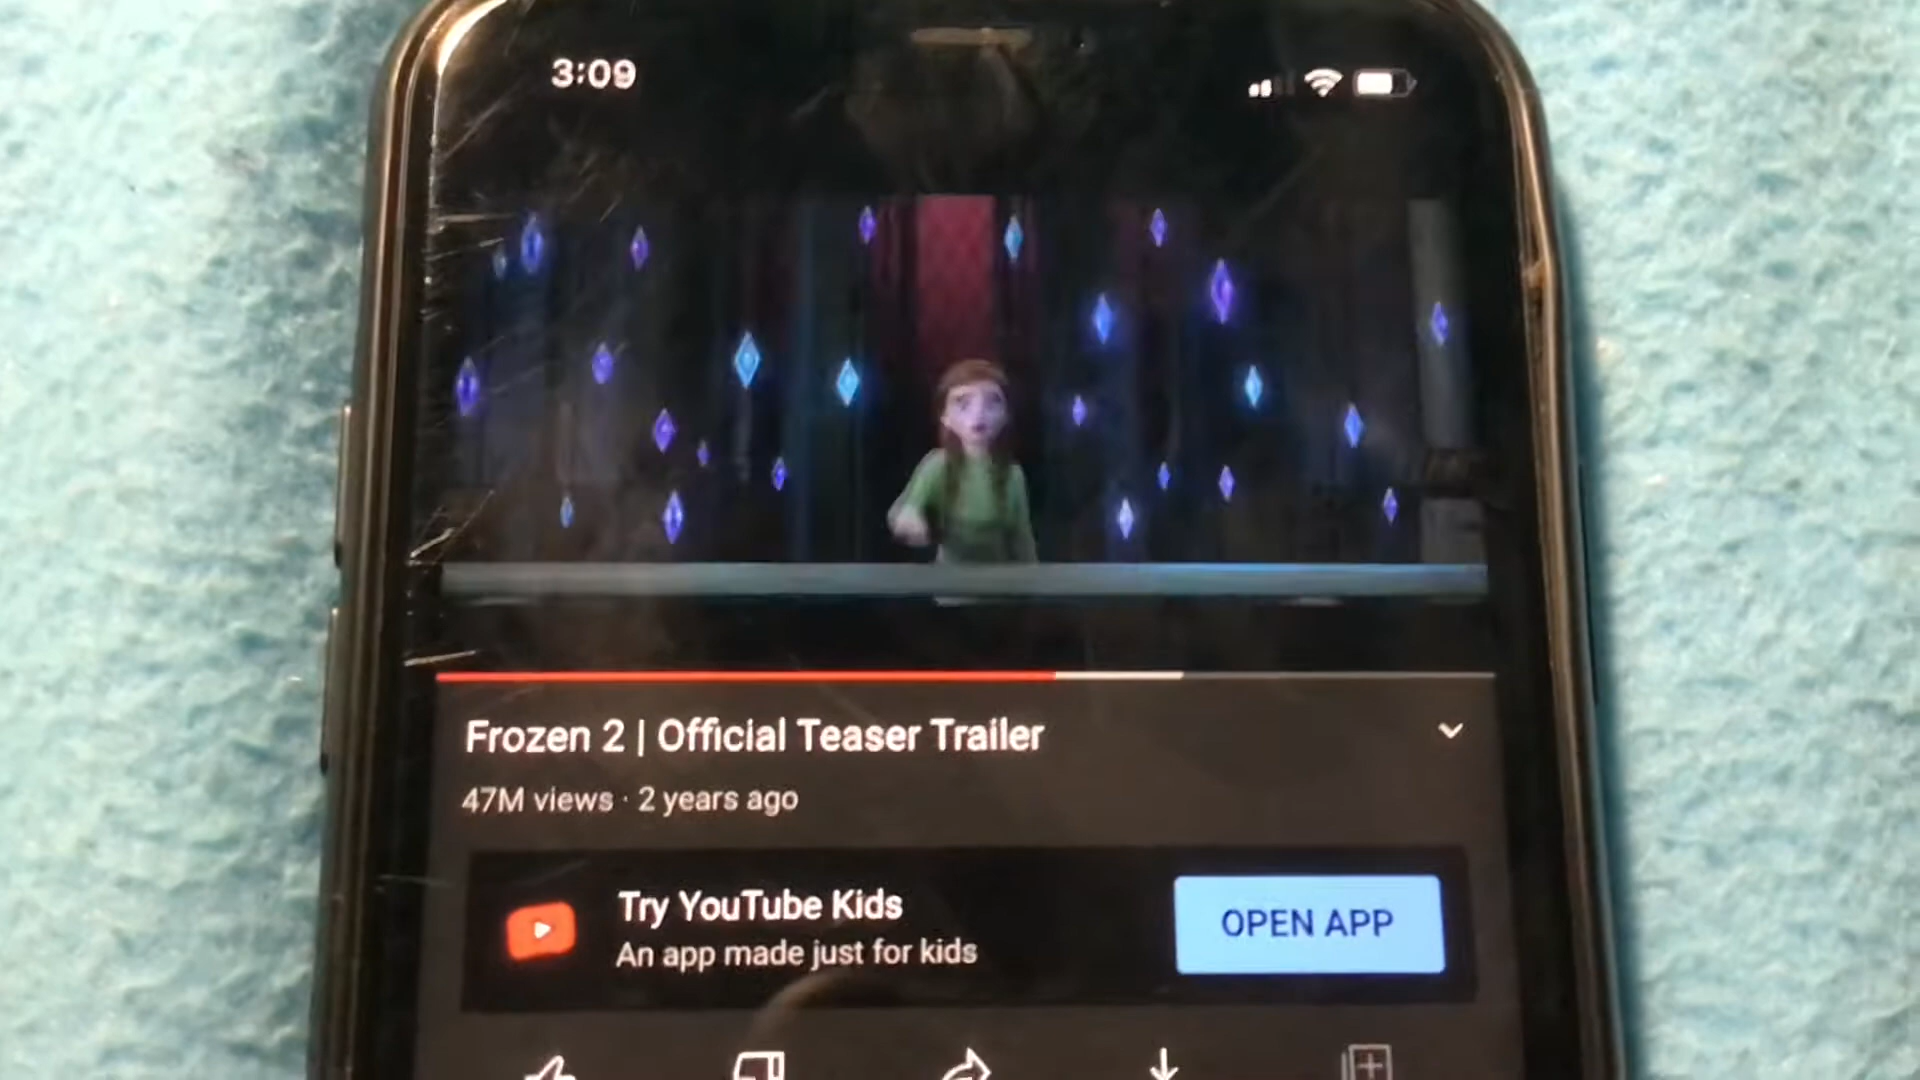 3:09
Frozen 2 | Official Teaser Trailer
47M views · 2 years ago
Try YouTube Kids
An app made just for kids
OPEN APP